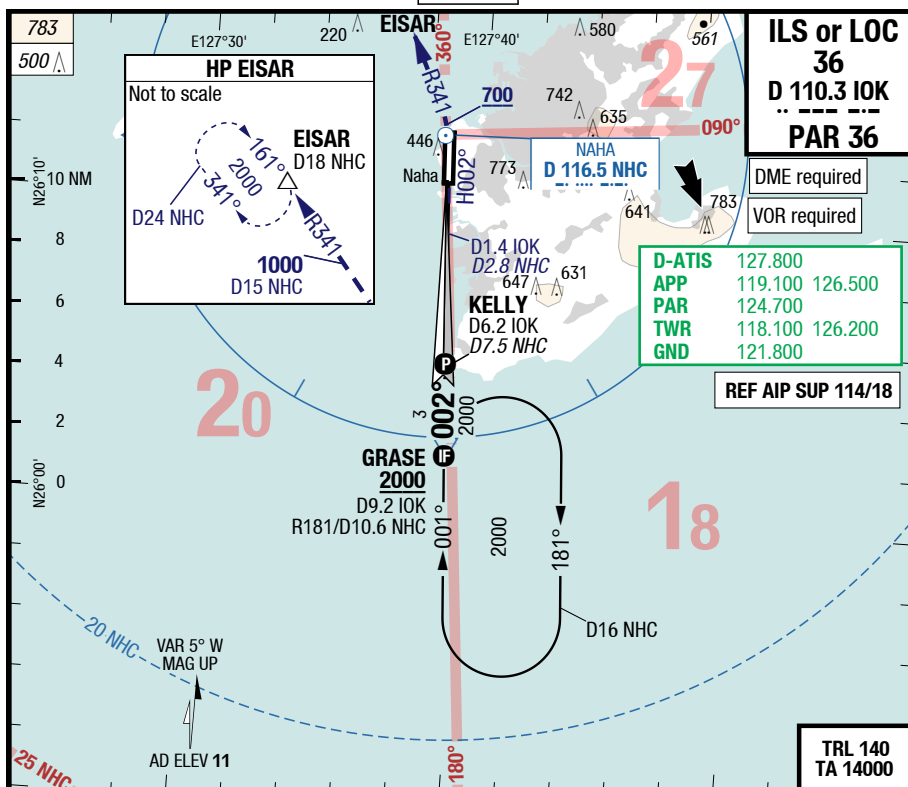 783
500
220
EISAR
360°
E127°30'
E127°40'
580
561
27
ILS or LOC
36
D 110.3 IOK
PAR 36
HP EISAR
Not to scale
161°
2000
341°
EISAR
D18 NHC
D24 NHC
R341
1000
D15 NHC
R341
700
742
635
090°
446
Naha
H002°
773
NAHA
D 116.5 NHC
641
783
DME required
VOR required
N26°10'
10 NM
8
6
4
2
0
N26°00'
D1.4 IOK
D2.8 NHC
647
631
KELLY
D6.2 IOK
D7.5 NHC
P
D-ATIS 127.800
APP 119.100 126.500
PAR 124.700
TWR 118.100 126.200
GND 121.800
REF AIP SUP 114/18
20
3
002°
2000
IF
GRASE
2000
D9.2 IOK
R181/D10.6 NHC
001°
2000
181°
18
D16 NHC
20 NHC
VAR 5° W
MAG UP
AD ELEV 11
25 NHC
180°
TRL 140
TA 14000